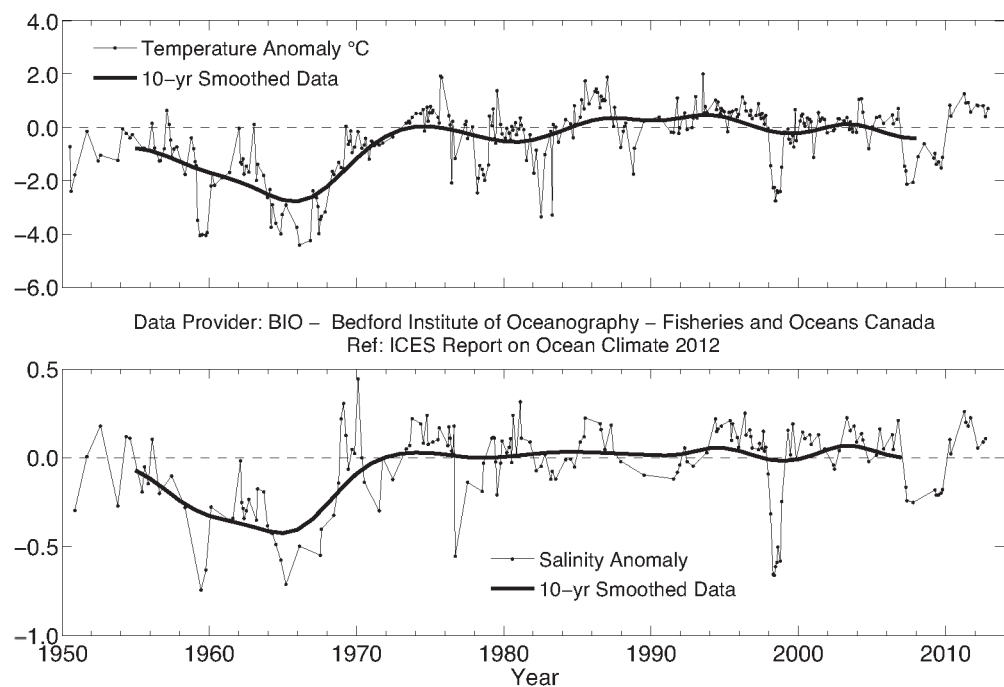 4.0
Temperature Anomaly °C
2.0
10−yr Smoothed Data
0.0
−2.0
−4.0
−6.0
Data Provider: BIO − Bedford Institute of Oceanography − Fisheries and Oceans Canada
Ref: ICES Report on Ocean Climate 2012
0.5
0.0
−0.5
Salinity Anomaly
10−yr Smoothed Data
−1.0
1950 1960 1970 1980 1990 2000 2010
Year